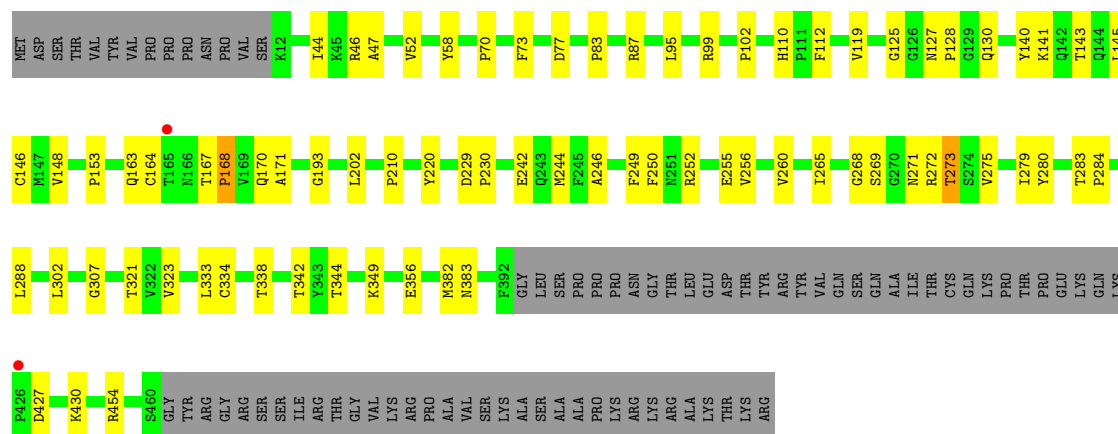 MET ASP SER THR VAL TYR VAL PRO PRO PRO ASN PRO VAL SER K12 I44 K45 R46 A47 V52 Y58 P70 F73 D77 P83 R87 L95 R99 P102 H110 P111 F112 V119 G125 G126 N127 P128 G129 Q130 Y140 K141 Q142 T143 Q144 L145
C146 M147 V148 P153 Q163 C164 T165 N166 T167 P168 V169 Q170 A171 G193 L202 P210 Y220 D229 P230 E242 Q243 M244 F245 A246 F249 F250 N251 R252 E255 V256 V260 I265 G268 S269 G270 N271 R272 T273 S274 V275 I279 Y280 T283 P284
L288 L302 G307 T321 V322 V323 L333 C334 T338 T342 Y343 T344 K349 E356 M382 N383 F392 GLY LEU SER PRO PRO PRO ASN GLY THR LEU GLU ASP THR TYR ARG TYR VAL GLN SER GLN ALA ILE THR CYS GLN LYS PRO THR PRO GLU LYS GLN LYS
P426 D427 K430 R454 S460 GLY TYR ARG GLY ARG SER SER ILE ARG THR GLY VAL LYS ARG PRO ALA VAL SER LYS ALA SER ALA ALA PRO LYS ARG LYS ARG ALA LYS THR LYS ARG